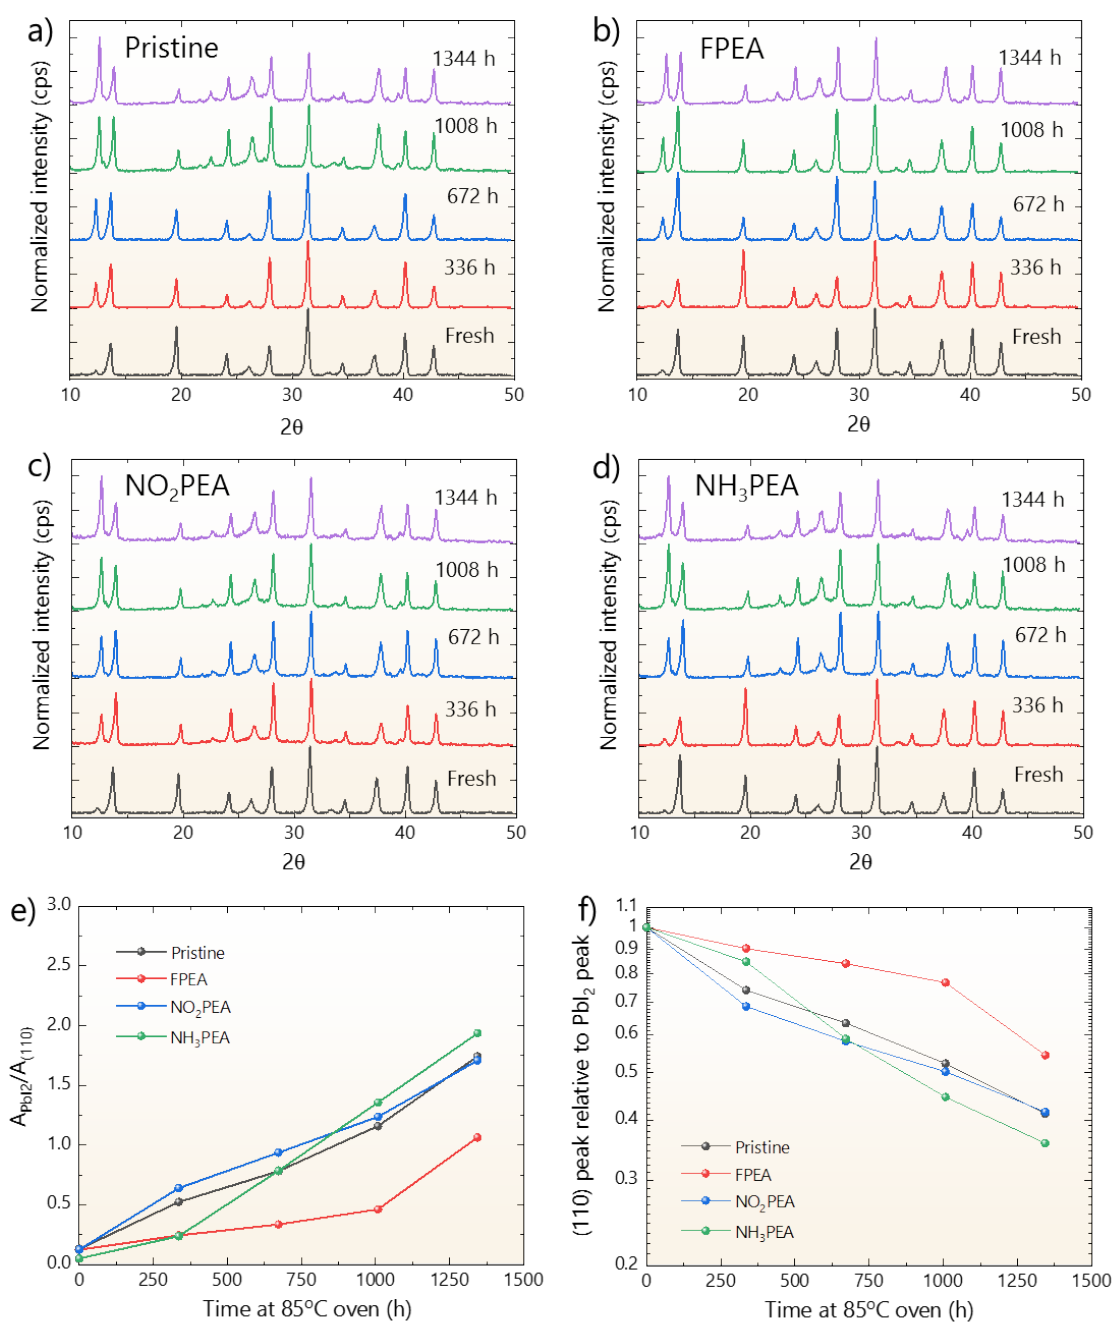 a) Pristine
1344 h
1008 h
672 h
336 h
Fresh
Normalized intensity (cps)
10 20 30 40 50
2θ
b) FPEA
1344 h
1008 h
672 h
336 h
Fresh
Normalized intensity (cps)
10 20 30 40 50
2θ
c) NO₂PEA
1344 h
1008 h
672 h
336 h
Fresh
Normalized intensity (cps)
10 20 30 40 50
2θ
d) NH₃PEA
1344 h
1008 h
672 h
336 h
Fresh
Normalized intensity (cps)
10 20 30 40 50
2θ
e)
3.0
2.5
2.0
1.5
1.0
0.5
0.0
A_PbI2/A_(110)
Pristine
FPEA
NO₂PEA
NH₃PEA
0 250 500 750 1000 1250 1500
Time at 85°C oven (h)
f)
1.1
1
0.9
0.8
0.7
0.6
0.5
0.4
0.3
0.2
(110) peak relative to PbI₂ peak
Pristine
FPEA
NO₂PEA
NH₃PEA
0 250 500 750 1000 1250 1500
Time at 85°C oven (h)